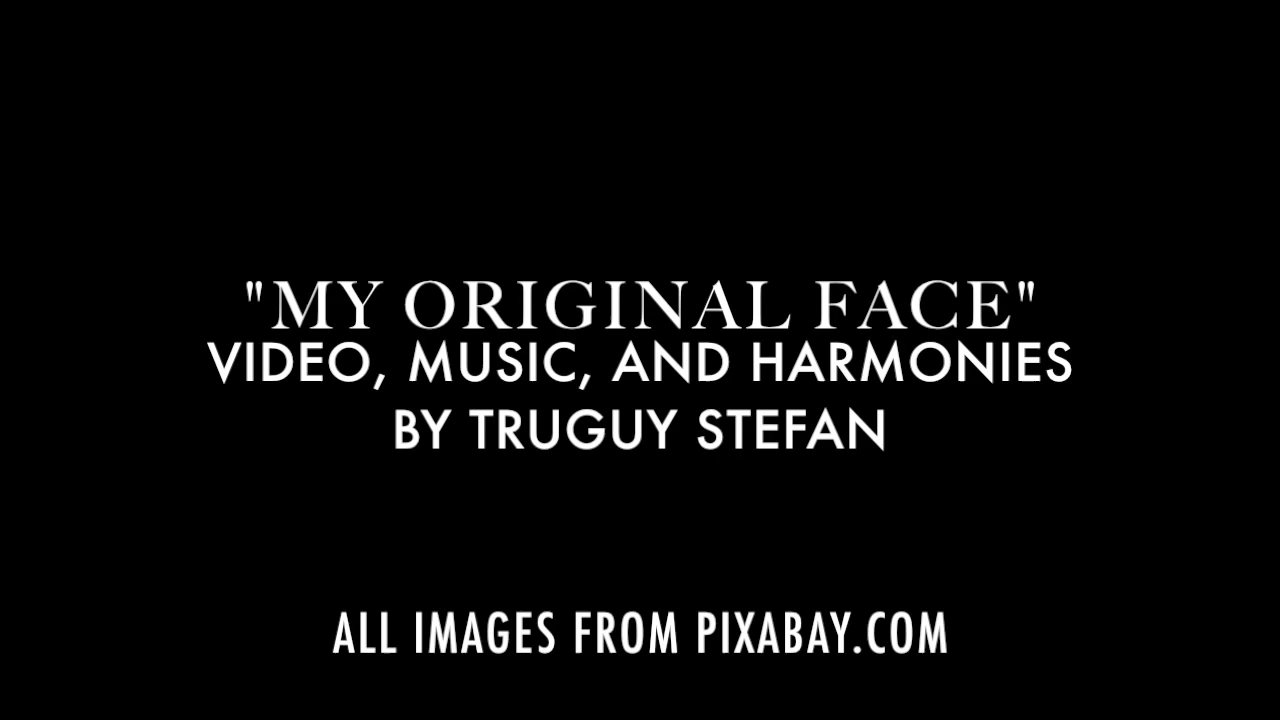 "MY ORIGINAL FACE"
VIDEO, MUSIC, AND HARMONIES
BY TRUGUY STEFAN
ALL IMAGES FROM PIXABAY.COM